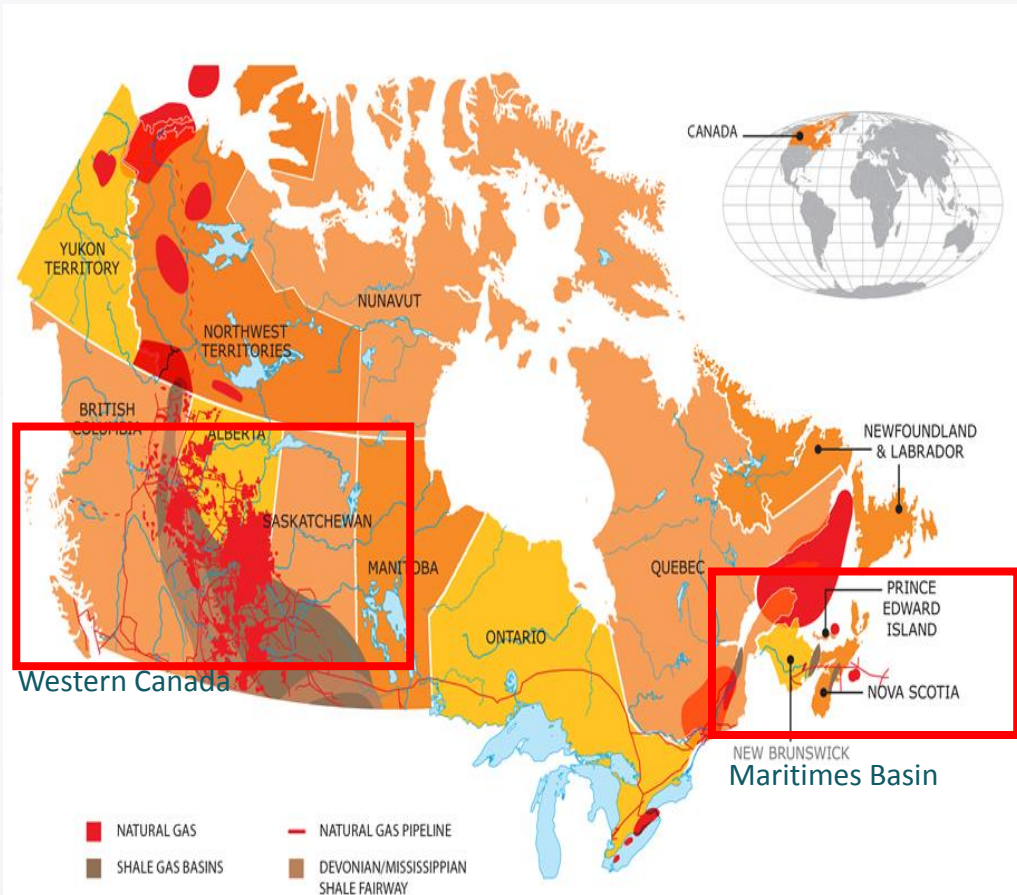 CANADA
YUKON
TERRITORY
NUNAVUT
NORTHWEST
TERRITORIES
BRITISH
COLUMBIA
ALBERTA
NEWFOUNDLAND
& LABRADOR
SASKATCHEWAN
MANITOBA
QUEBEC
PRINCE
EDWARD
ISLAND
ONTARIO
Western Canada
NOVA SCOTIA
NEW BRUNSWICK
Maritimes Basin
NATURAL GAS
NATURAL GAS PIPELINE
SHALE GAS BASINS
DEVONIAN/MISSISSIPPIAN
SHALE FAIRWAY